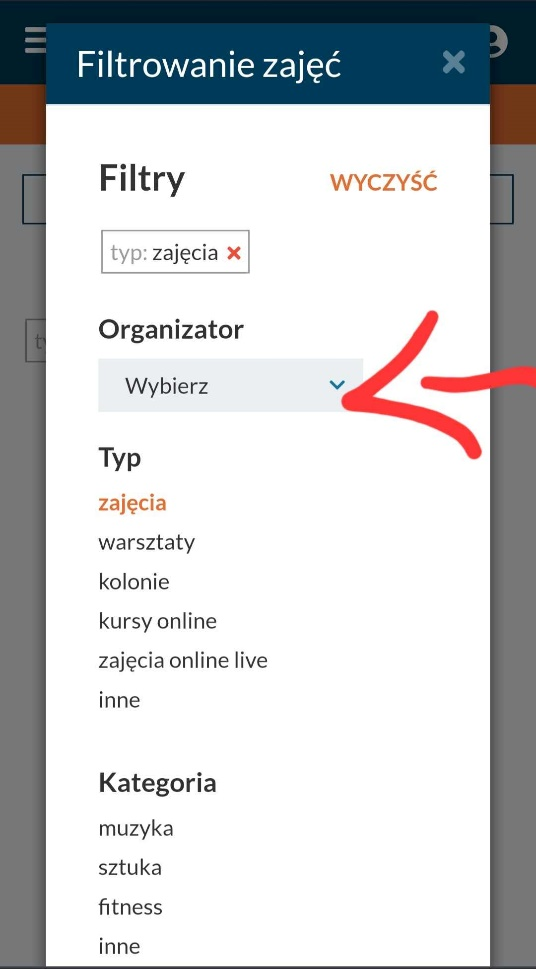 Filtrowanie zajęć
Filtry
WYCZYŚĆ
typ: zajęcia
Organizator
Wybierz
Typ
zajęcia
warsztaty
kolonie
kursy online
zajęcia online live
inne
Kategoria
muzyka
sztuka
fitness
inne